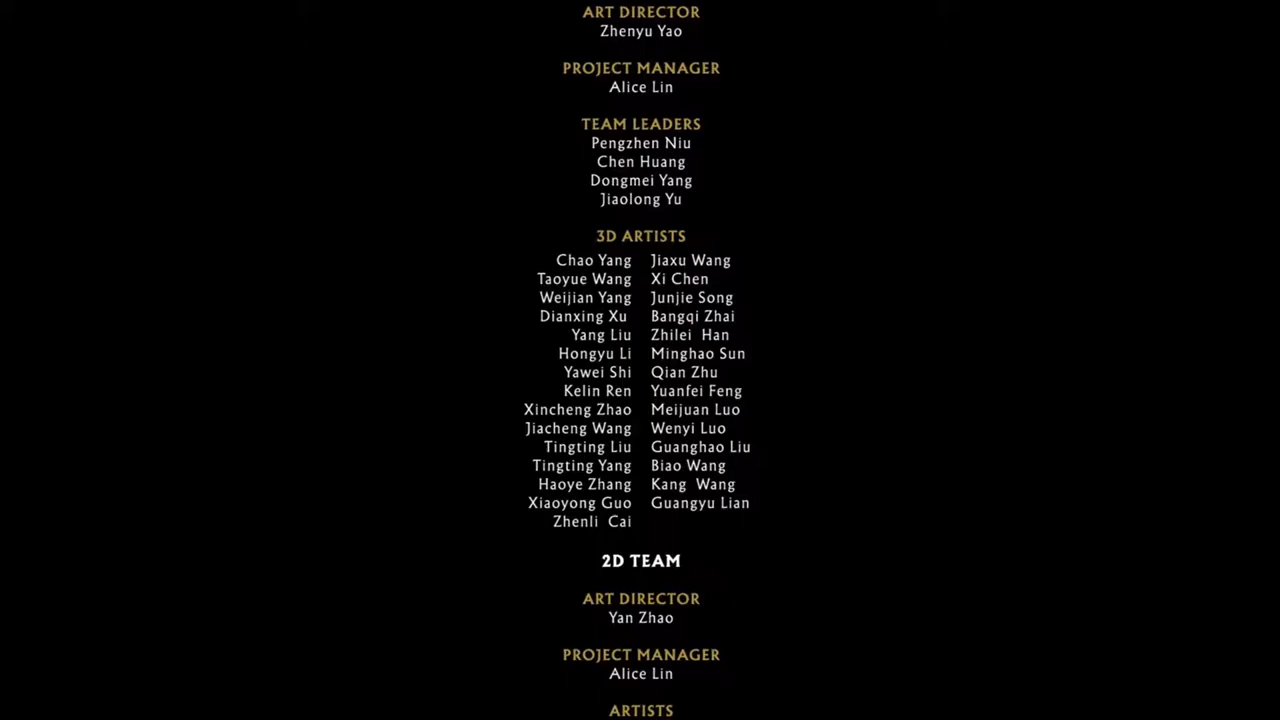 ART DIRECTOR
Zhenyu Yao
PROJECT MANAGER
Alice Lin
TEAM LEADERS
Pengzhen Niu
Chen Huang
Dongmei Yang
Jiaolong Yu
3D ARTISTS
Chao Yang Jiaxu Wang
Taoyue Wang Xi Chen
Weijian Yang Junjie Song
Dianxing Xu Bangqi Zhai
Yang Liu Zhilei Han
Hongyu Li Minghao Sun
Yawei Shi Qian Zhu
Kelin Ren Yuanfei Feng
Xincheng Zhao Meijuan Luo
Jiacheng Wang Wenyi Luo
Tingting Liu Guanghao Liu
Tingting Yang Biao Wang
Haoye Zhang Kang Wang
Xiaoyong Guo Guangyu Lian
Zhenli Cai
2D TEAM
ART DIRECTOR
Yan Zhao
PROJECT MANAGER
Alice Lin
ARTISTS